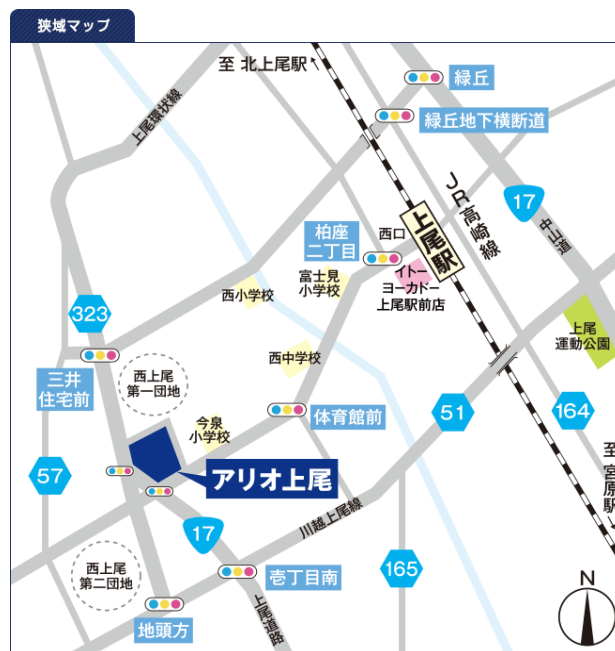 狭域マップ
至 北上尾駅
緑丘
緑丘地下横断道
上尾環状線
JR高崎線
17
中山道
柏座
二丁目
西口
上尾駅
富士見
小学校
イトー
ヨーカドー
上尾駅前店
西小学校
323
上尾
運動公園
三井
住宅前
西上尾
第一団地
西中学校
今泉
小学校
体育館前
51
164
至
宮原駅
57
アリオ上尾
17
川越上尾線
165
西上尾
第二団地
壱丁目南
地頭方
上尾道路
N